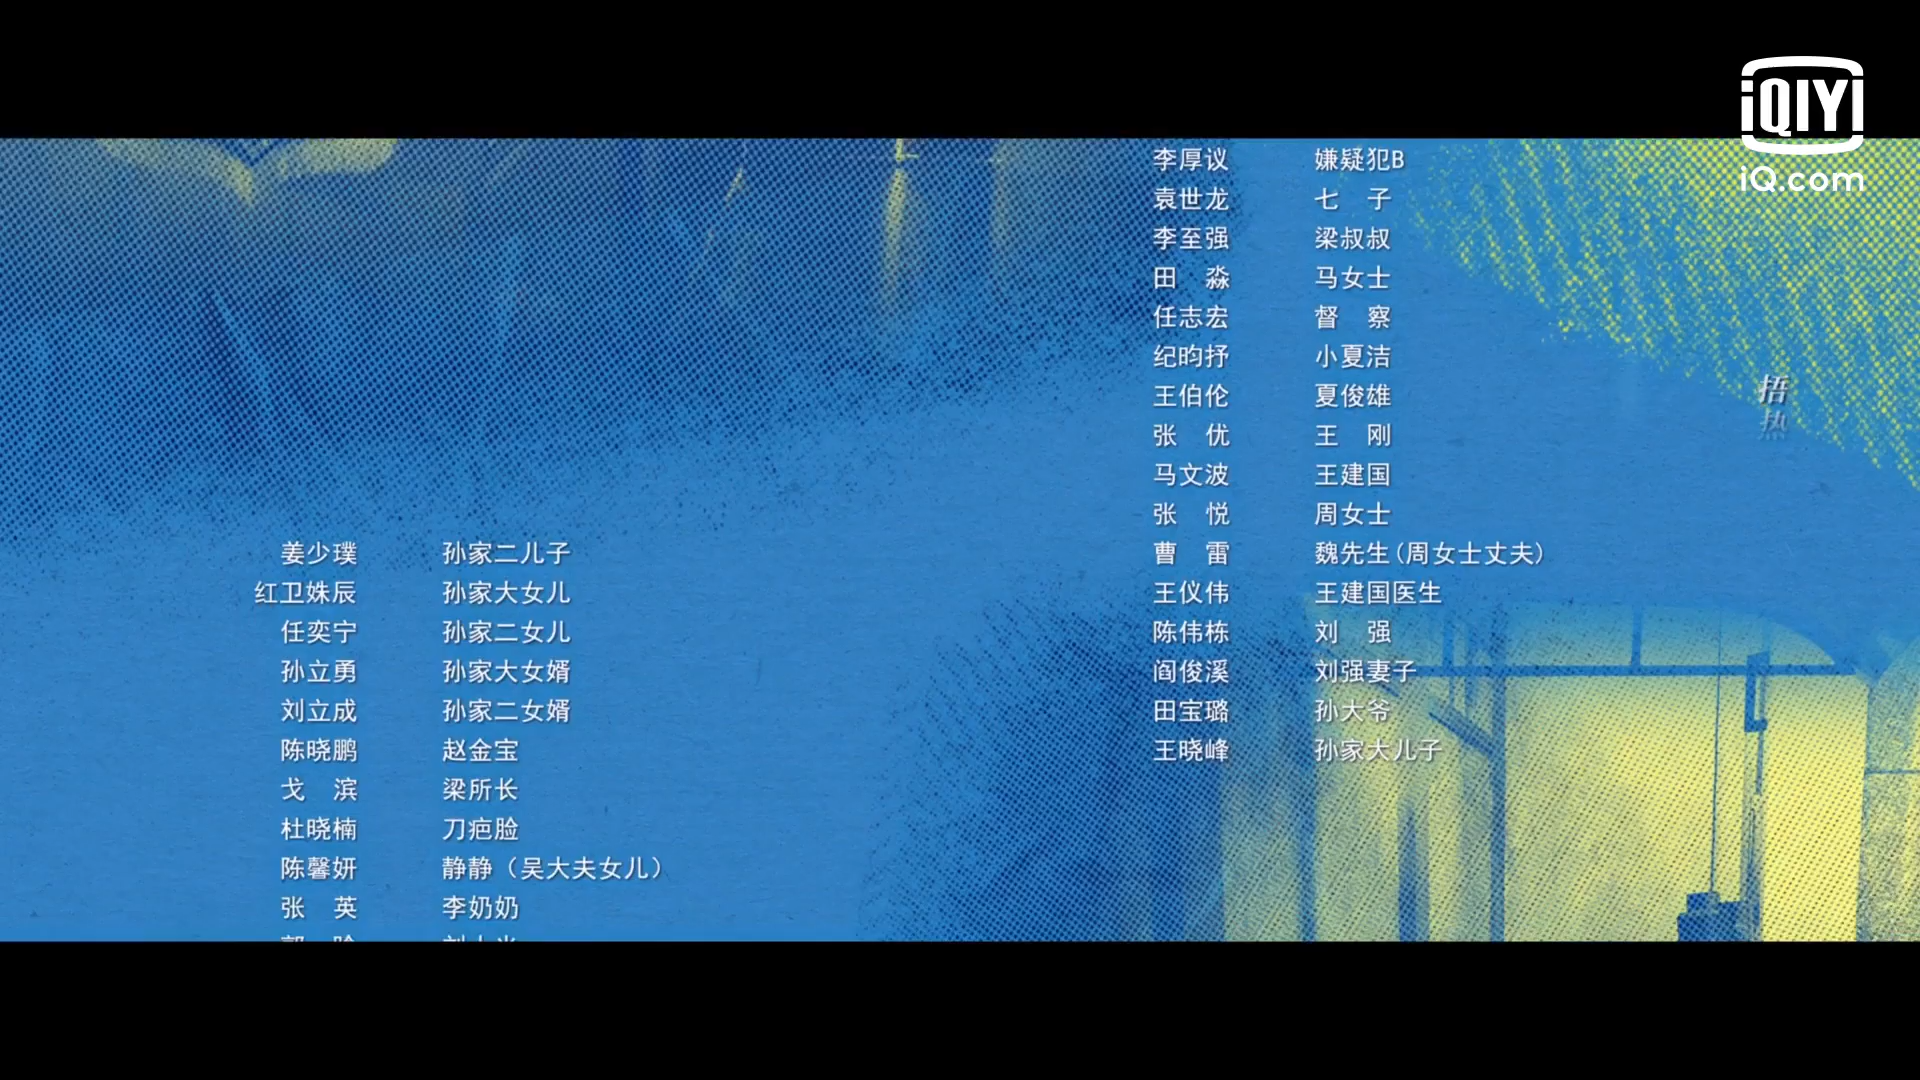 iQIYI
iQ.com
李厚议 嫌疑犯B
袁世龙 七 子
李至强 梁叔叔
田 淼 马女士
任志宏 督 察
纪昀抒 小夏洁
王伯伦 夏俊雄
张 优 王 刚
马文波 王建国
张 悦 周女士
曹 雷 魏先生(周女士丈夫)
王仪伟 王建国医生
陈伟栋 刘 强
阎俊溪 刘强妻子
田宝璐 孙大爷
王晓峰 孙家大儿子
捂
热
姜少璞 孙家二儿子
红卫姝辰 孙家大女儿
任奕宁 孙家二女儿
孙立勇 孙家大女婿
刘立成 孙家二女婿
陈晓鹏 赵金宝
戈 滨 梁所长
杜晓楠 刀疤脸
陈馨妍 静静（吴大夫女儿）
张 英 李奶奶